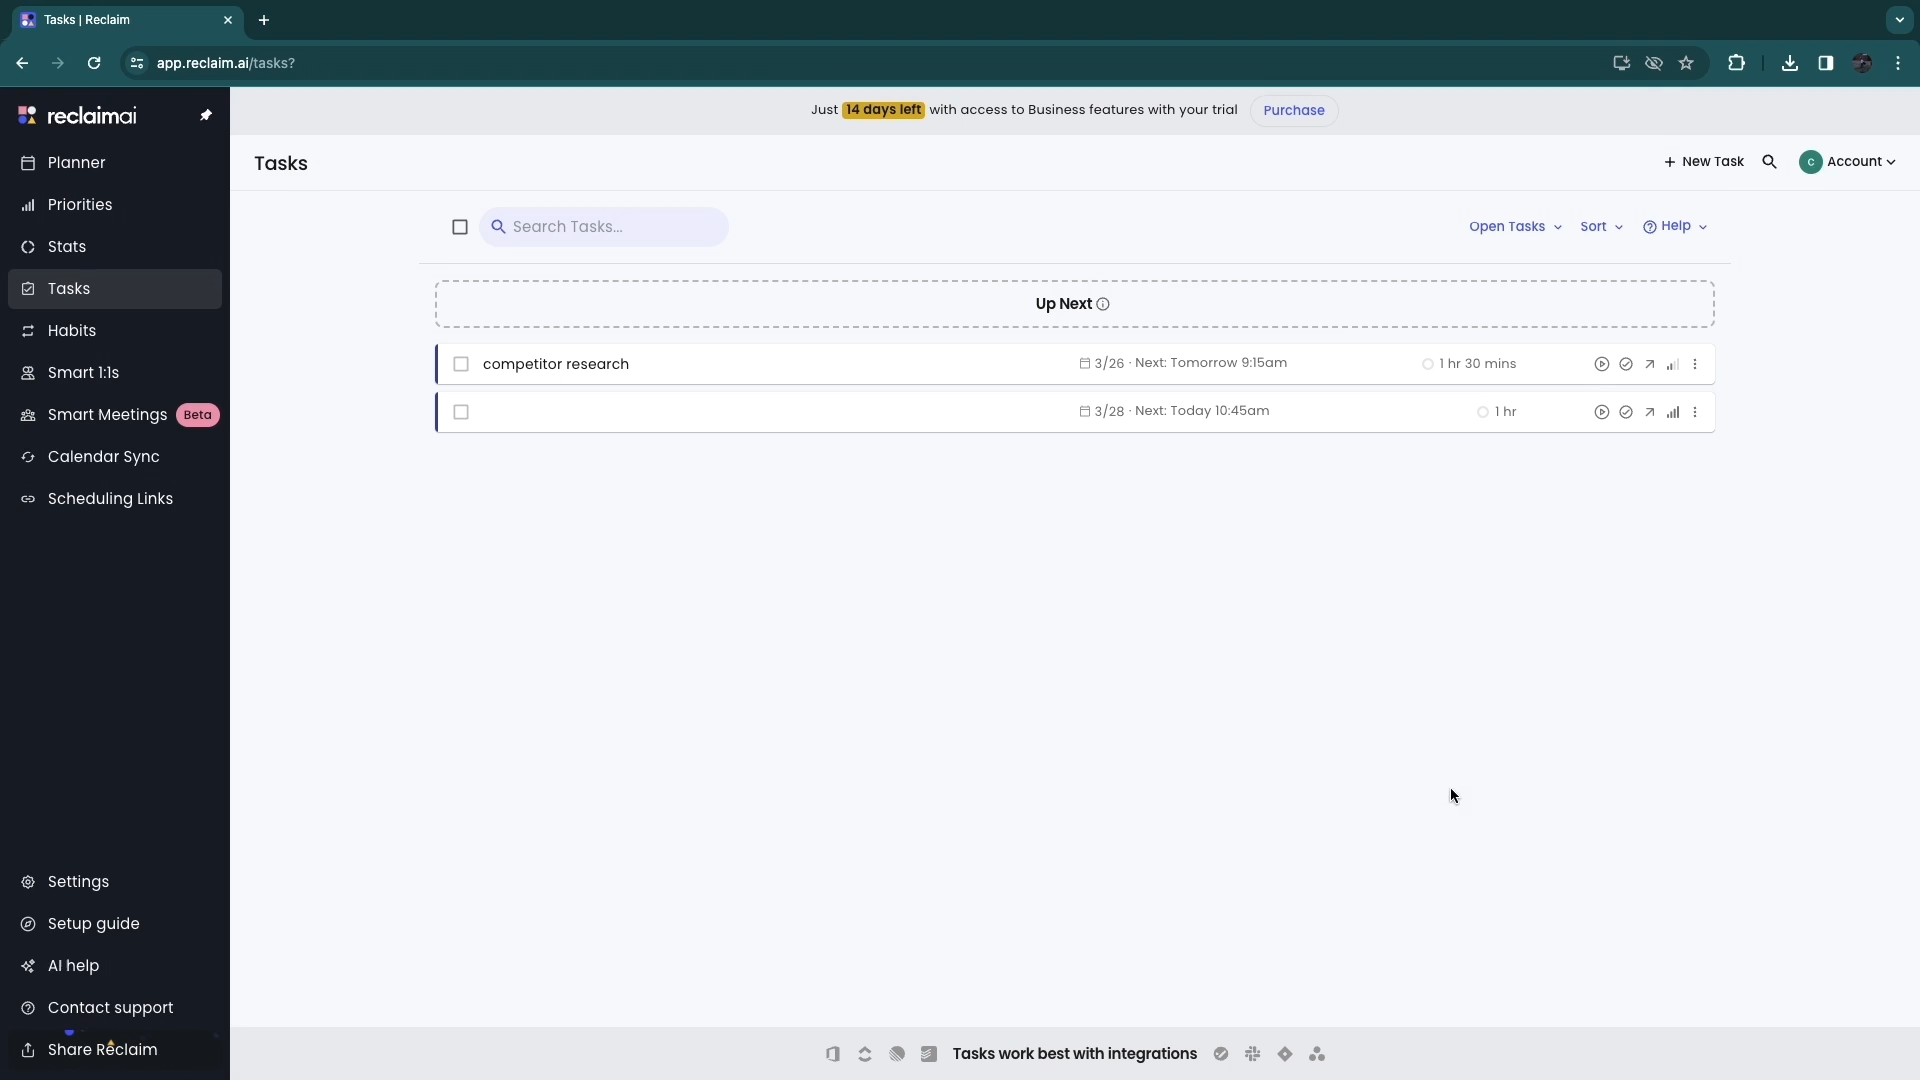 Tasks | Reclaim
app.reclaim.ai/tasks?
reclaimai
Just 14 days left with access to Business features with your trial Purchase
Planner
Priorities
Stats
Tasks
Habits
Smart 1:1s
Smart Meetings Beta
Calendar Sync
Scheduling Links
Settings
Setup guide
AI help
Contact support
Share Reclaim
Tasks
+ New Task
C Account
Search Tasks...
Open Tasks
Sort
Help
Up Next
competitor research 3/26 · Next: Tomorrow 9:15am 1 hr 30 mins
3/28 · Next: Today 10:45am 1 hr
Tasks work best with integrations